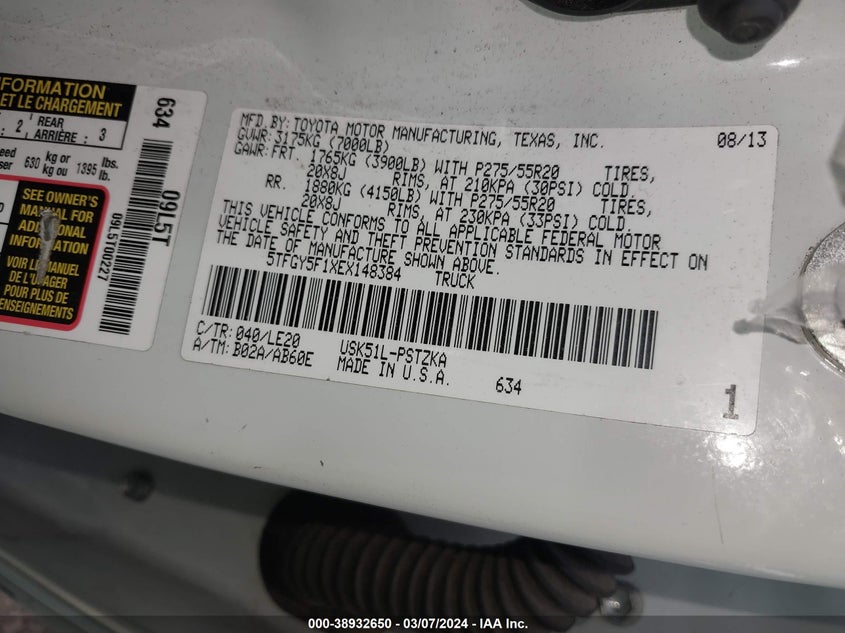 NFORMATION
ET LE CHARGEMENT
: 2 REAR ARRIÈRE : 3
kg or lbs.
630 kg ou 1395 lb.
SEE OWNER'S
MANUAL FOR
ADDITIONAL
INFORMATION
VOIR LE MANUEL
DE L'USAGER
POUR PLUS DE
RENSEIGNEMENTS
634
09L5T
09L5T00227
MFD.BY: TOYOTA MOTOR MANUFACTURING, TEXAS, INC. 08/13
GVWR: 3175KG (7000LB)
GAWR: FRT 1765KG (3900LB) WITH P275/55R20 TIRES,
20X8J RIMS, AT 210KPA (30PSI) COLD.
RR. 1880KG (4150LB) WITH P275/55R20 TIRES,
20X8J RIMS, AT 230KPA (33PSI) COLD.
THIS VEHICLE CONFORMS TO ALL APPLICABLE FEDERAL MOTOR
VEHICLE SAFETY AND THEFT PREVENTION STANDARDS IN EFFECT ON
THE DATE OF MANUFACTURE SHOWN ABOVE.
5TFGY5F1XEX148384 TRUCK
C/TR: 040/LE20 USK51L-PSTZKA
A/TM: B02A/AB60E MADE IN U.S.A. 634
1
000-38932650 - 03/07/2024 - IAA Inc.